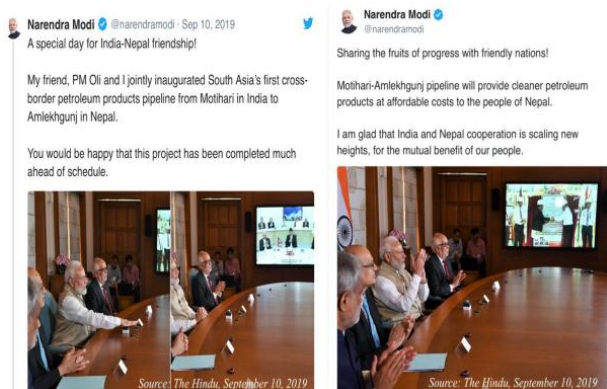 Narendra Modi @narendramodi · Sep 10, 2019
A special day for India-Nepal friendship!
My friend, PM Oli and I jointly inaugurated South Asia's first cross-
border petroleum products pipeline from Motihari in India to
Amlekhgunj in Nepal.
You would be happy that this project has been completed much
ahead of schedule.
Source: The Hindu, September 10, 2019
Narendra Modi
@narendramodi
Sharing the fruits of progress with friendly nations!
Motihari-Amlekhgunj pipeline will provide cleaner petroleum
products at affordable costs to the people of Nepal.
I am glad that India and Nepal cooperation is scaling new
heights, for the mutual benefit of our people.
Source: The Hindu, September 10, 2019